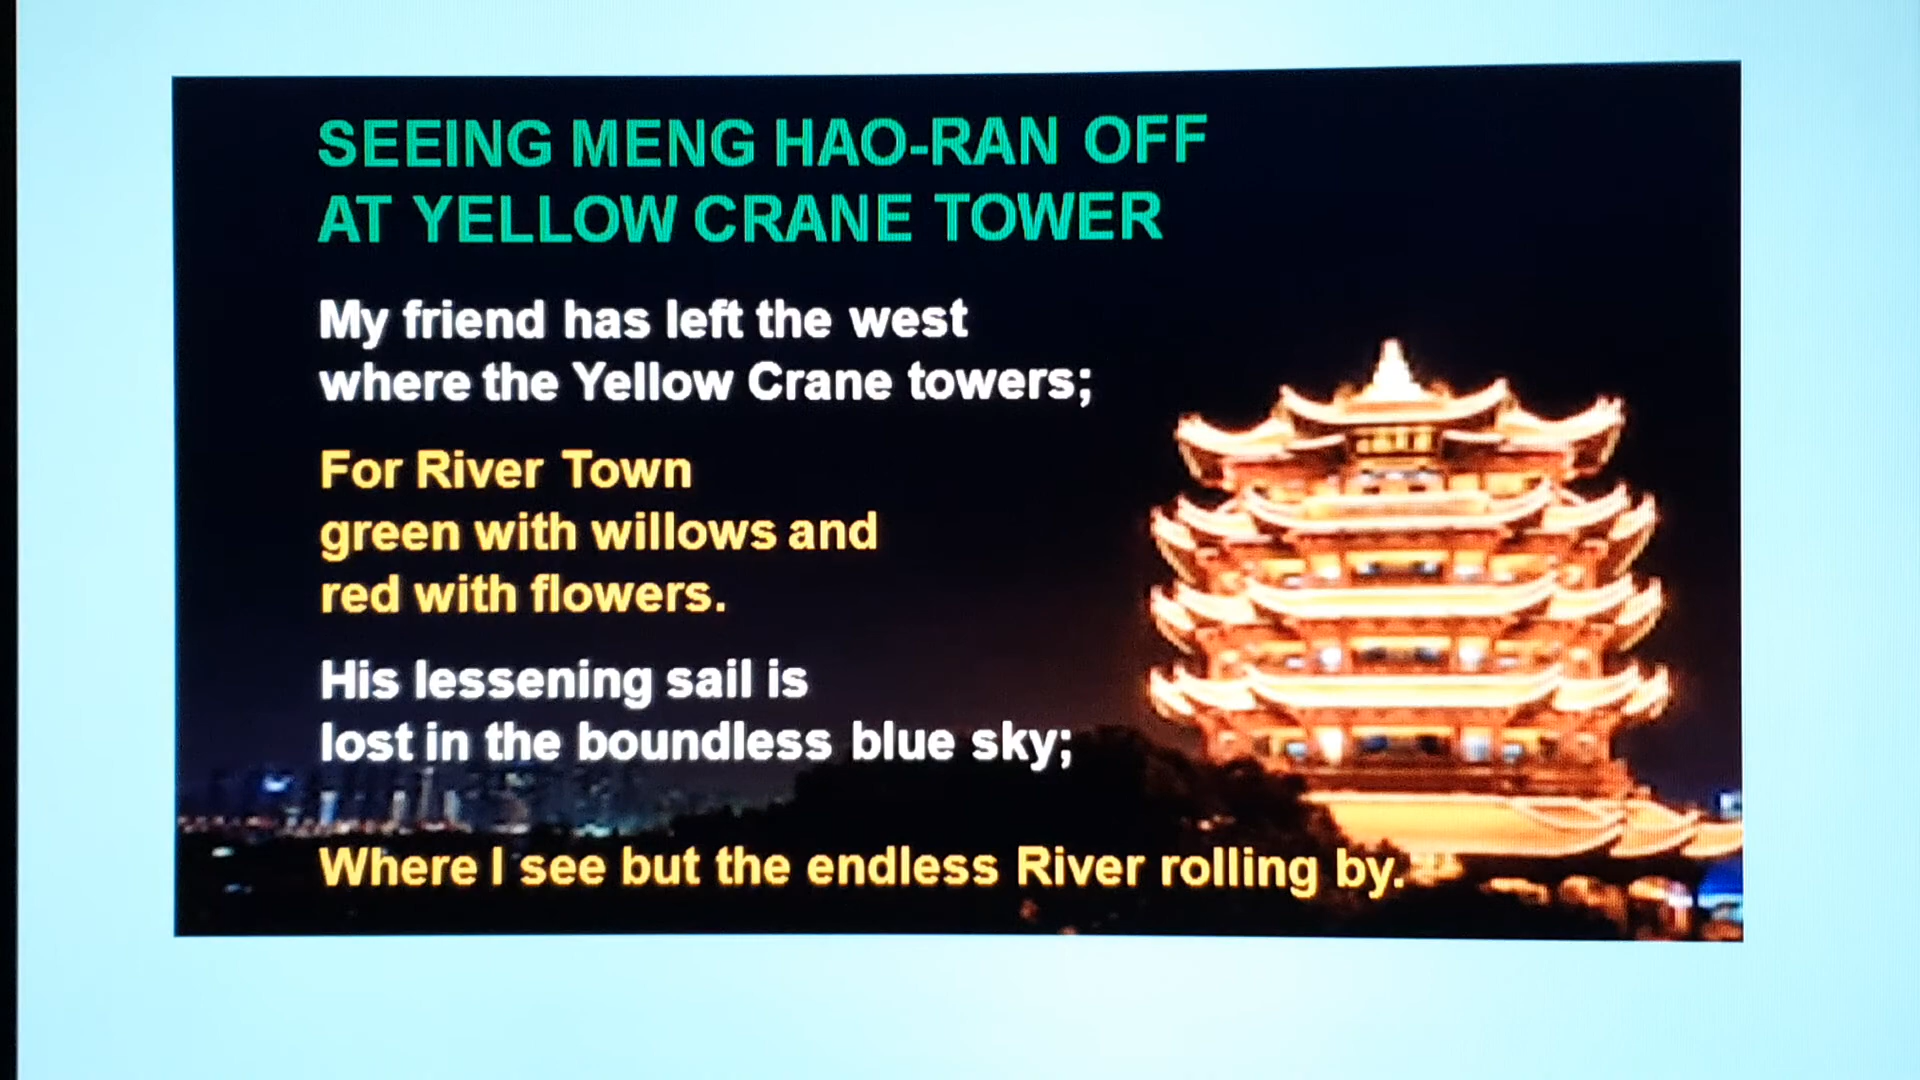 SEEING MENG HAO-RAN OFF
AT YELLOW CRANE TOWER
My friend has left the west
where the Yellow Crane towers;
For River Town
green with willows and
red with flowers.
His lessening sail is
lost in the boundless blue sky;
Where I see but the endless River rolling by.